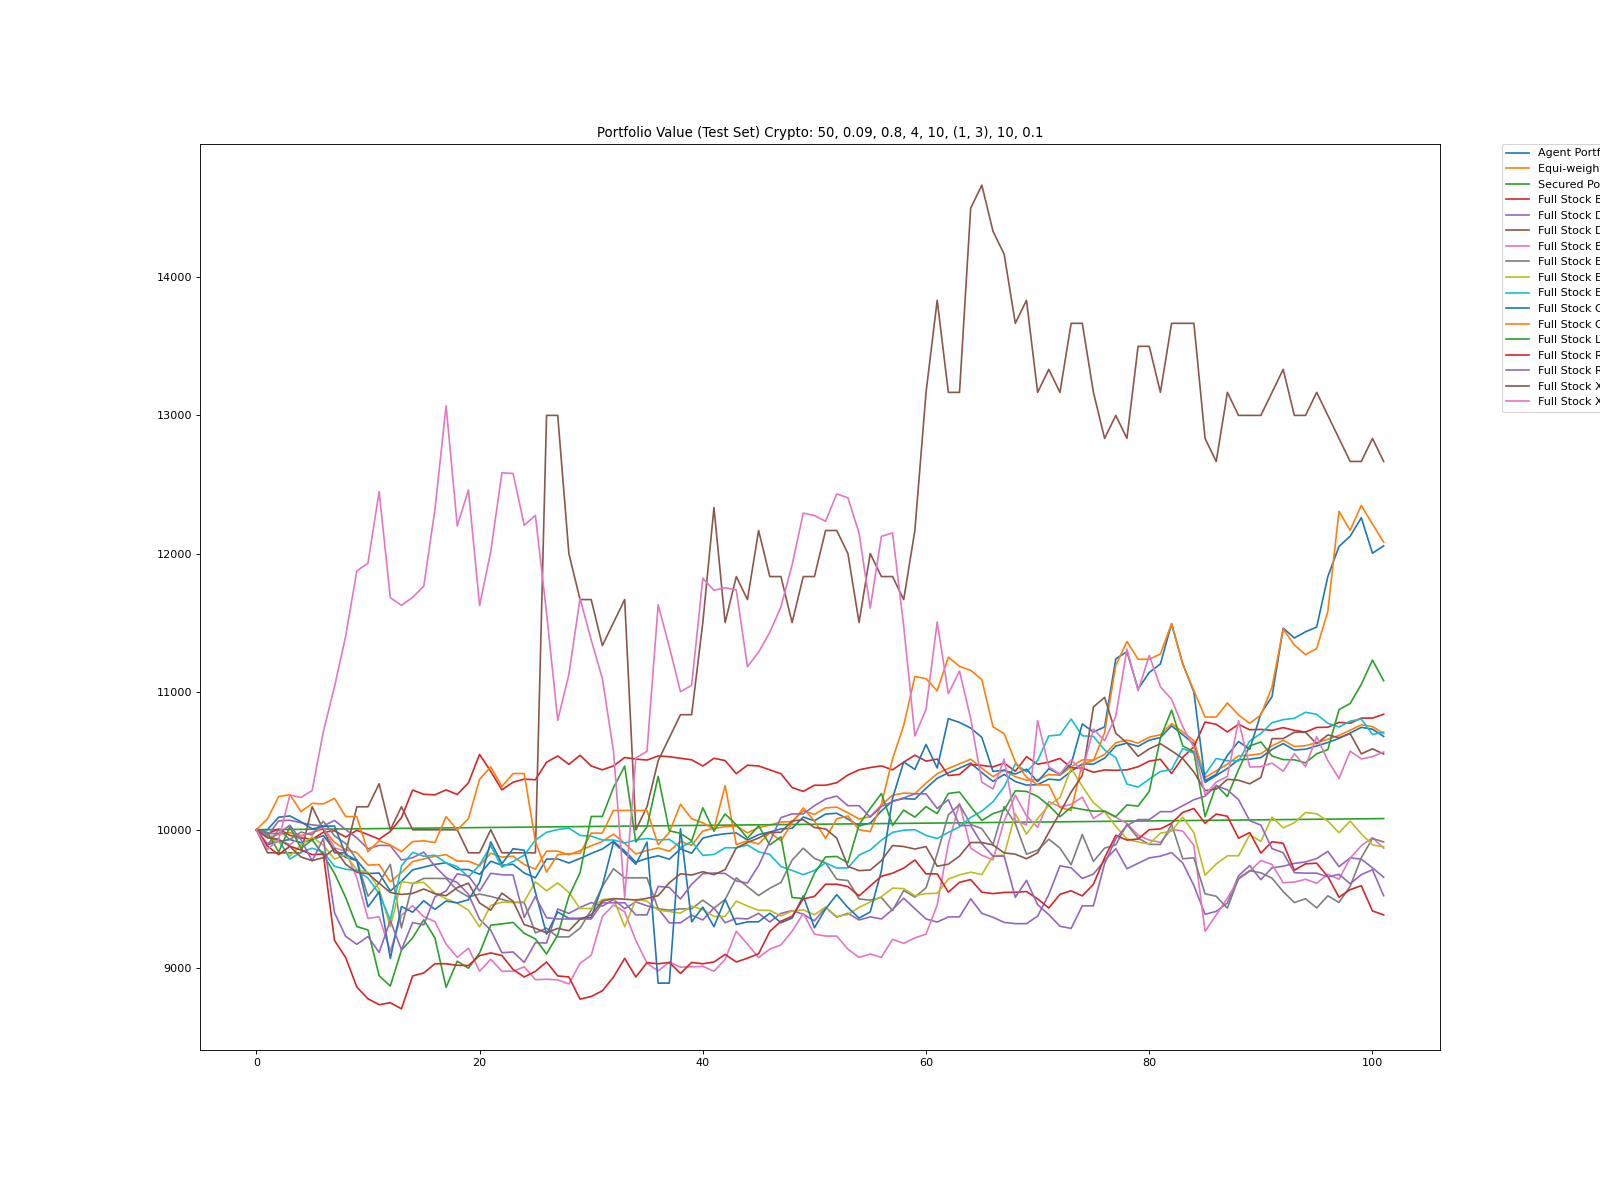 Portfolio Value (Test Set) Crypto: 50, 0.09, 0.8, 4, 10, (1, 3), 10, 0.1
14000
13000
12000
11000
10000
9000
0 20 40 60 80 100
Agent Portf
Equi-weigh
Secured Po
Full Stock
Full Stock
Full Stock
Full Stock
Full Stock
Full Stock
Full Stock
Full Stock
Full Stock
Full Stock
Full Stock
Full Stock
Full Stock X
Full Stock X